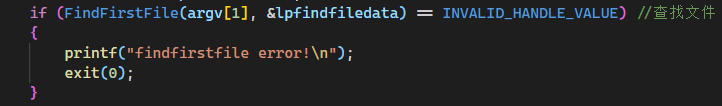 if (FindFirstFile(argv[1], &lpfindfiledata) == INVALID_HANDLE_VALUE) //查找文件
{
    printf("findfirstfile error!\n");
    exit(0);
}